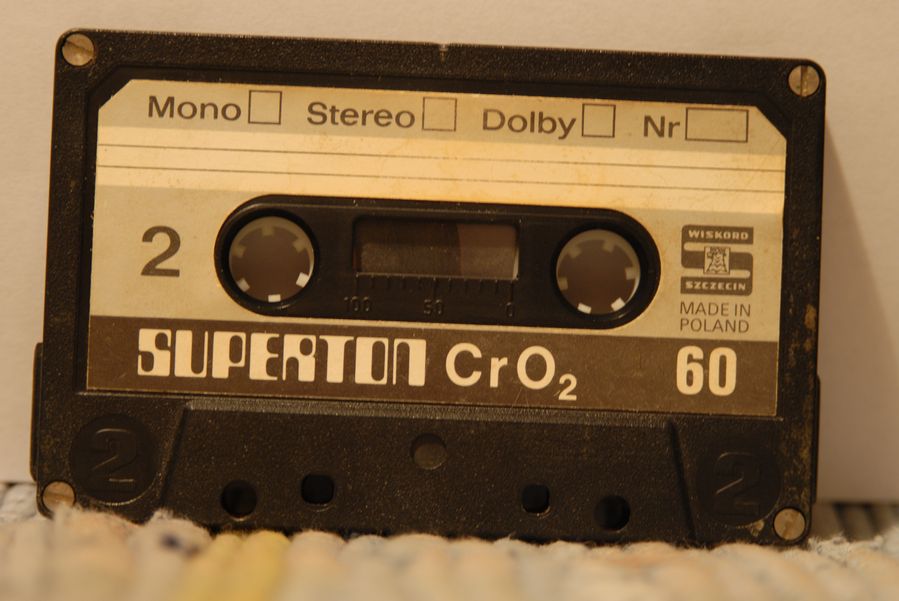 Mono Stereo Dolby Nr
2
WISKORD
SZCZECIN
MADE IN
POLAND
100 50 0
SUPERTON CrO₂ 60
2 2